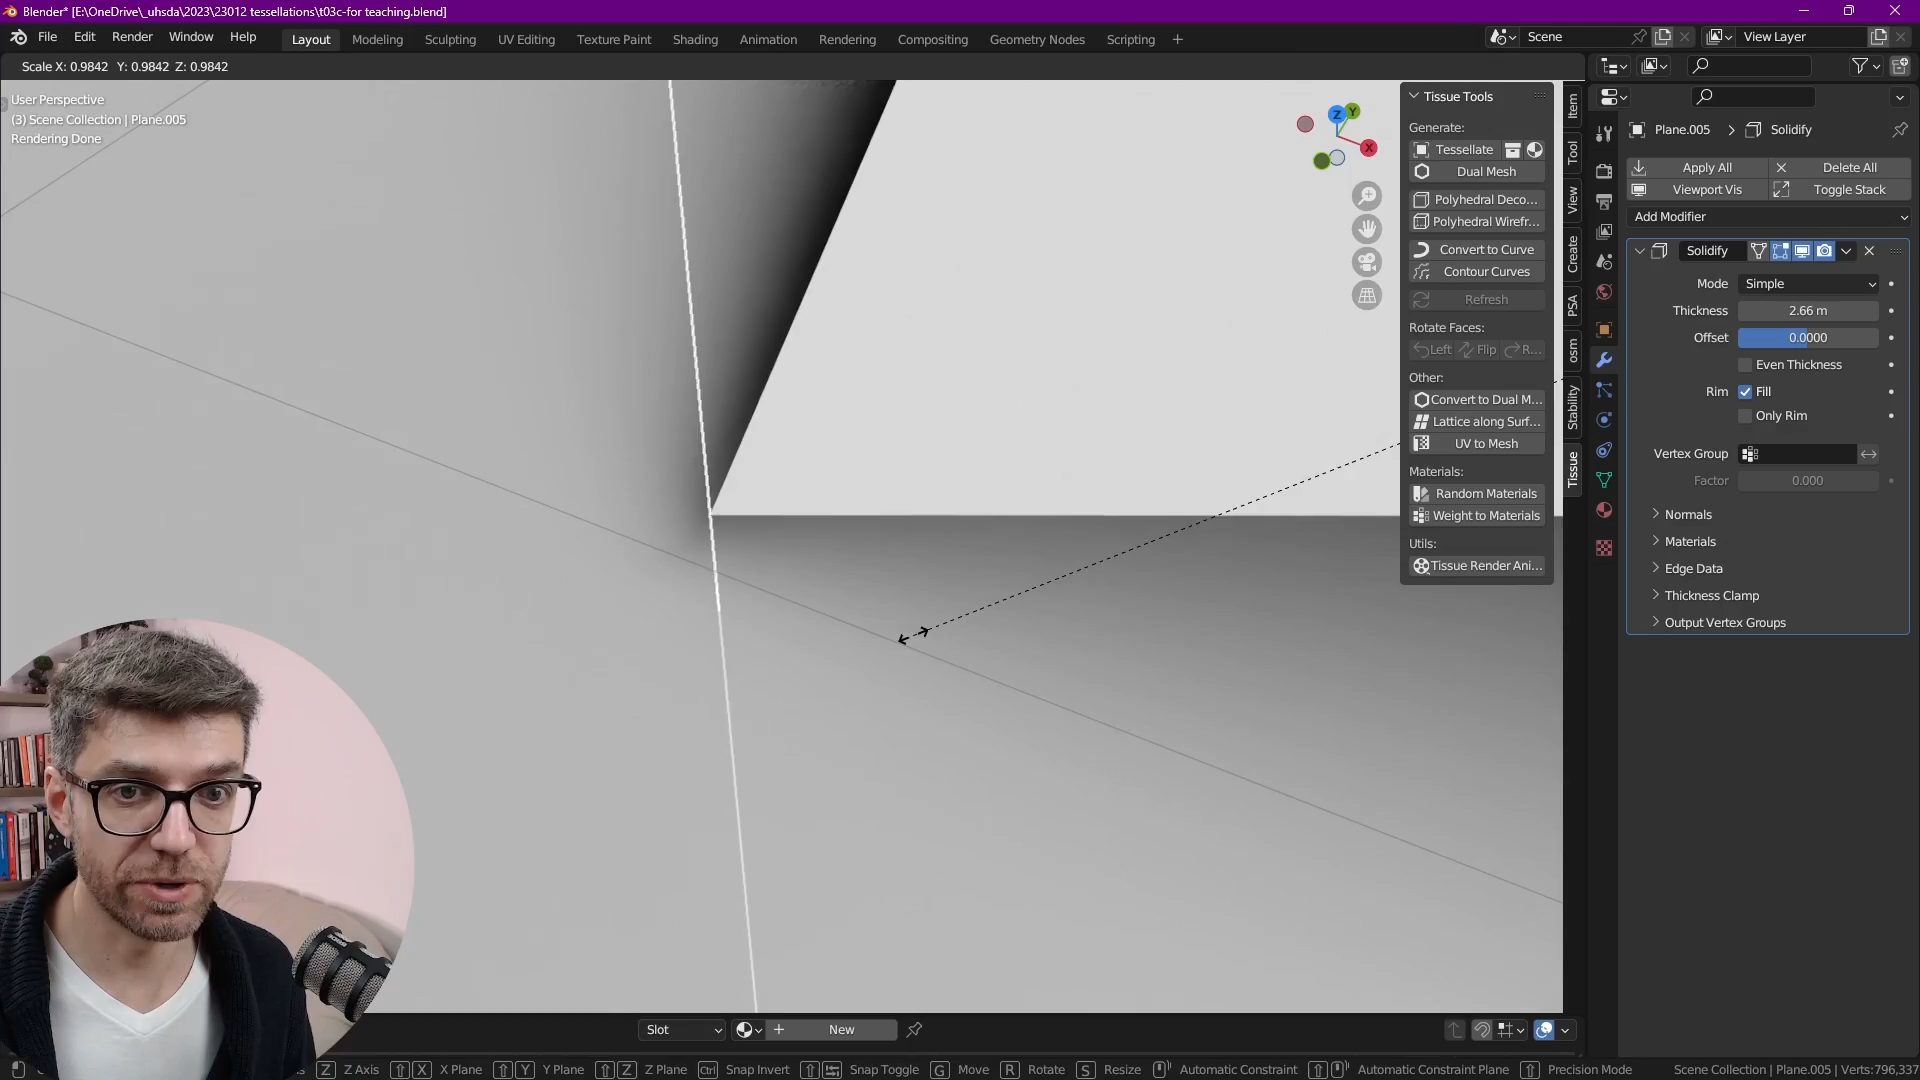 Blender* [E:\OneDrive\_uhsda\2023\23012 tessellations\t03c-for teaching.blend]
File Edit Render Window Help Layout Modeling Sculpting UV Editing Texture Paint Shading Animation Rendering Compositing Geometry Nodes Scripting + Scene View Layer
Scale X: 0.9842 Y: 0.9842 Z: 0.9842
User Perspective
(3) Scene Collection | Plane.005
Rendering Done
Z Y X
Tissue Tools
Generate:
Tessellate
Dual Mesh
Polyhedral Deco...
Polyhedral Wirefr...
Convert to Curve
Contour Curves
Refresh
Rotate Faces:
Left Flip R...
Other:
Convert to Dual M...
Lattice along Surf...
UV to Mesh
Materials:
Random Materials
Weight to Materials
Utils:
Tissue Render Ani...
Item
Tool
View
Create
PSA
osm
Stability
Tissue
Plane.005 > Solidify
Apply All Delete All
Viewport Vis Toggle Stack
Add Modifier
Solidify
Mode Simple
Thickness 2.66 m
Offset 0.0000
Even Thickness
Rim Fill
Only Rim
Vertex Group
Factor 0.000
Normals
Materials
Edge Data
Thickness Clamp
Output Vertex Groups
Slot + New
Z Z Axis X X Plane Y Y Plane Z Z Plane Ctrl Snap Invert Snap Toggle G Move R Rotate S Resize Automatic Constraint Automatic Constraint Plane Precision Mode Scene Collection | Plane.005 | Verts:796,337